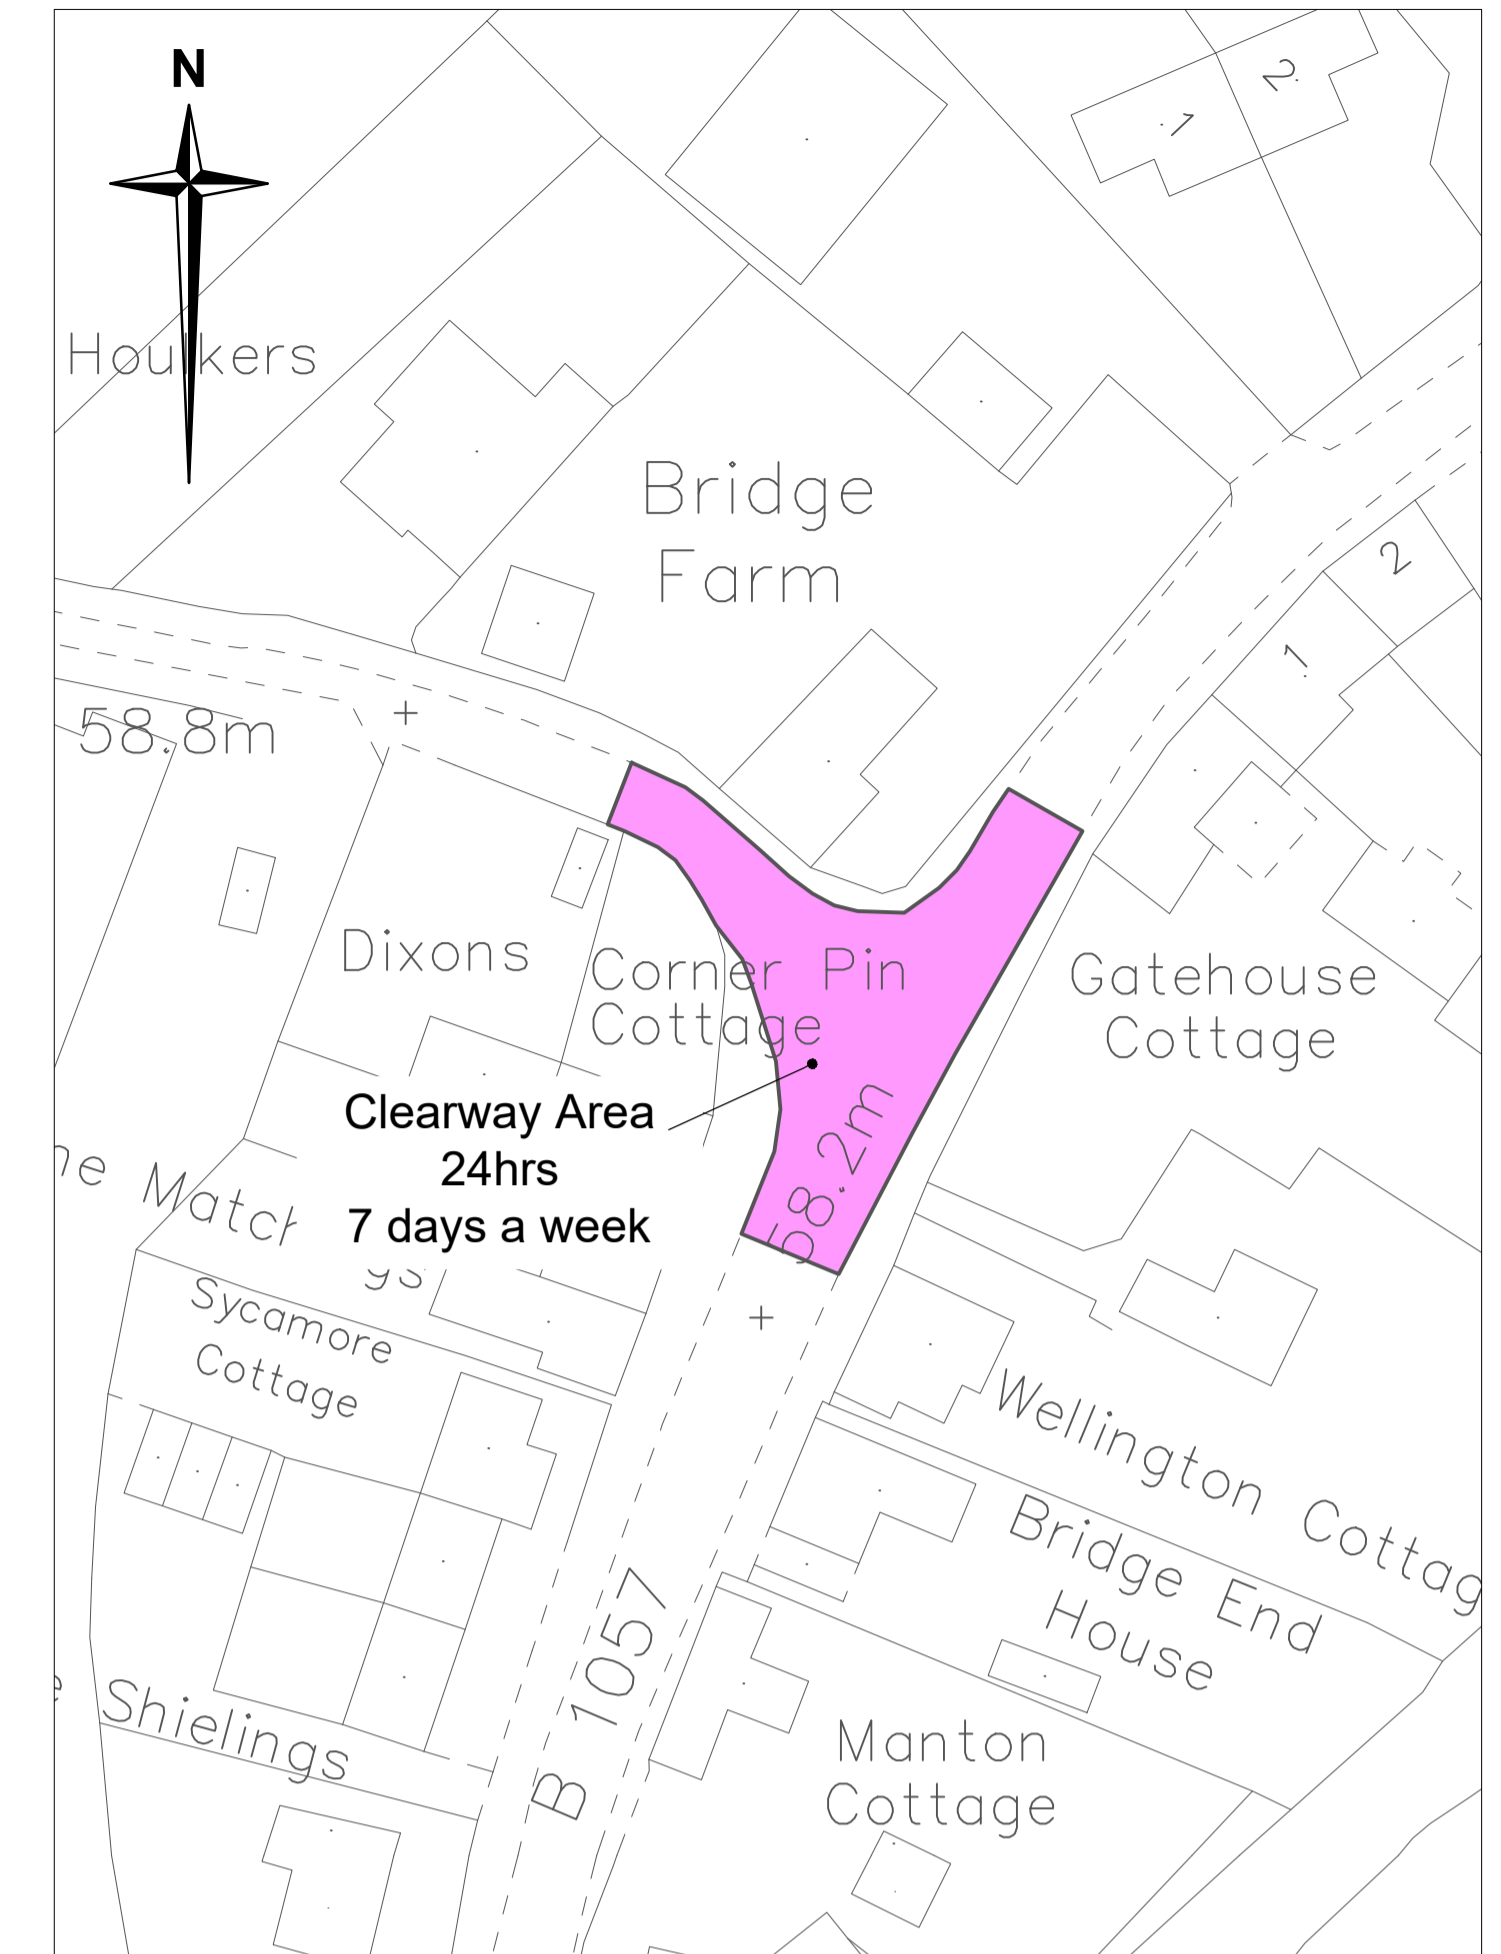 N
2
1
Houlkers
Bridge
Farm
2
1
58.8m
Dixons
Corner Pin
Cottage
Gatehouse
Cottage
Clearway Area
24hrs
7 days a week
58.2m
Sycamore
Cottage
Wellington
Bridge End
House
B 1057
Shielings
Manton
Cottage